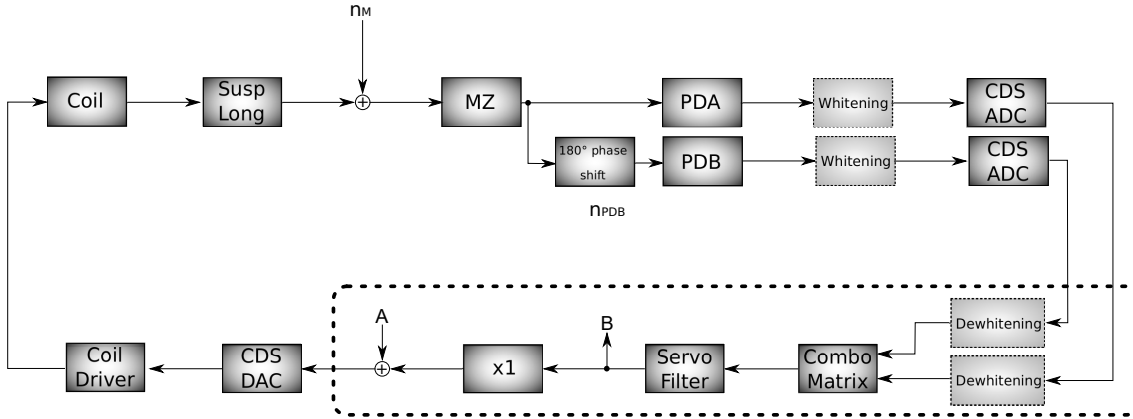 nM
Coil
Susp
Long
MZ
PDA
Whitening
CDS
ADC
180° phase
shift
PDB
Whitening
CDS
ADC
nPDB
A
B
Dewhitening
Coil
Driver
CDS
DAC
x1
Servo
Filter
Combo
Matrix
Dewhitening